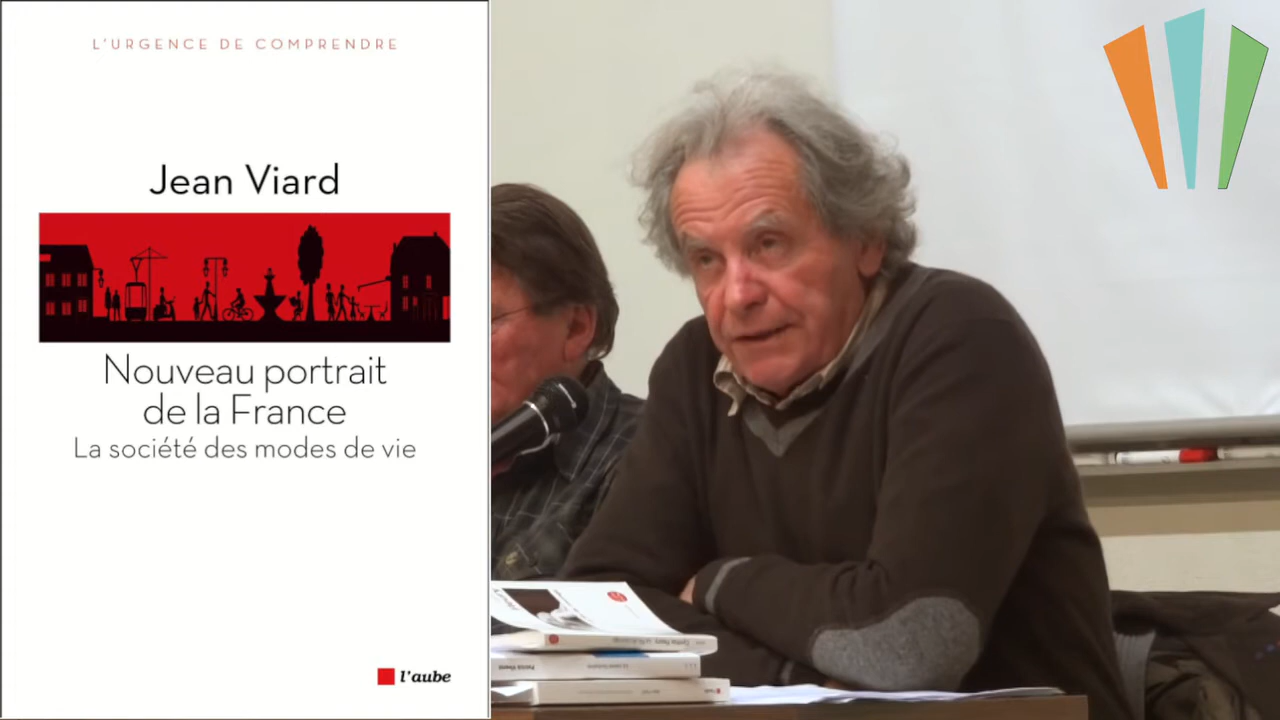 L'URGENCE DE COMPRENDRE
Jean Viard
Nouveau portrait
de la France
La société des modes de vie
l'aube